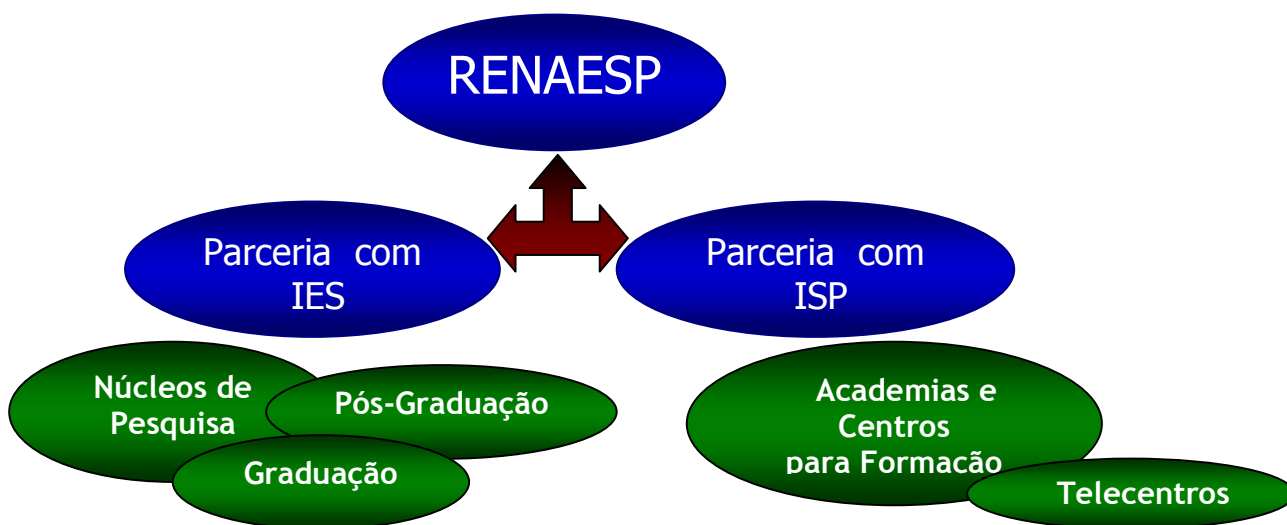 RENAESP
Parceria com
IES
Parceria com
ISP
Núcleos de
Pesquisa
Pós-Graduação
Graduação
Academias e
Centros
para Formação
Telecentros